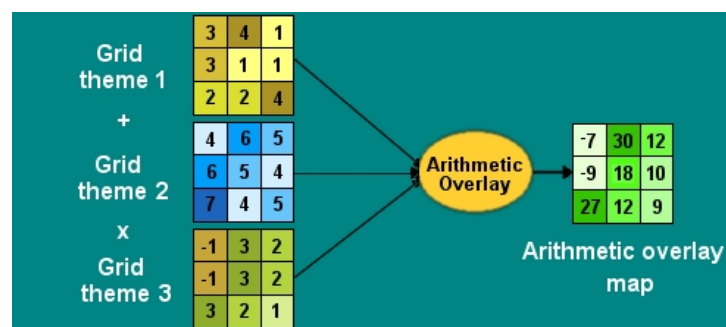 Grid
theme 1
3 4 1
3 1 1
2 2 4
+
Grid
theme 2
4 6 5
6 5 4
7 4 5
x
Grid
theme 3
-1 3 2
-1 3 2
3 2 1
Arithmetic
Overlay
-7 30 12
-9 18 10
27 12 9
Arithmetic overlay
map